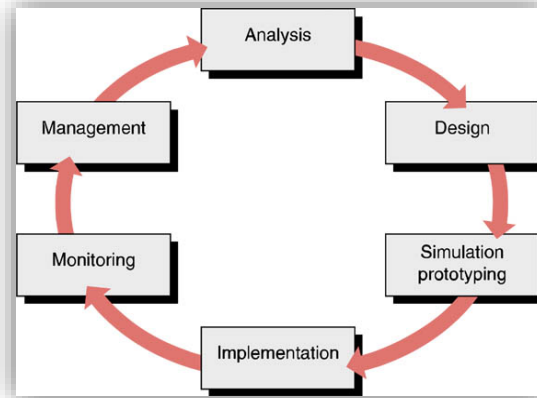 Analysis
Design
Simulation
prototyping
Implementation
Monitoring
Management